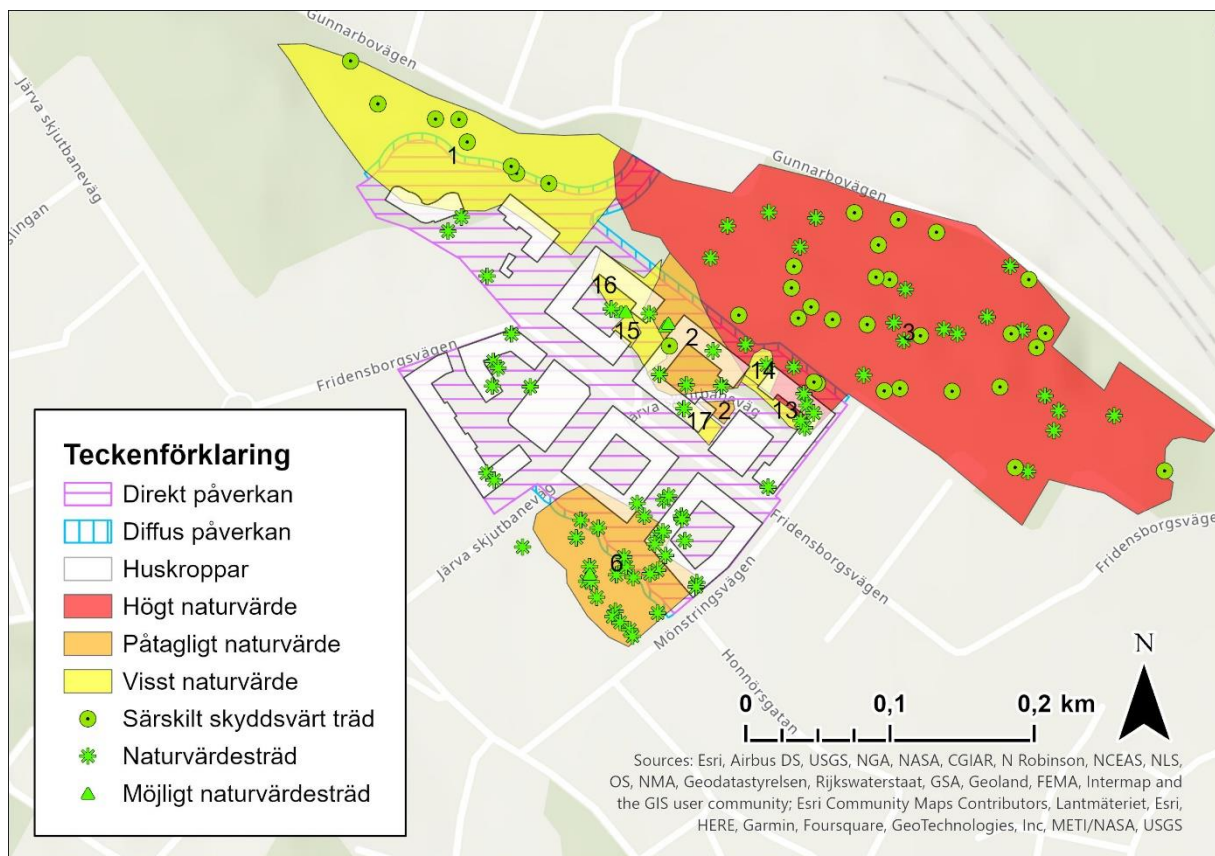 Gunnarbovägen
Järva skjutbaneväg
slingan
Gunnarbovägen
1
16
15
2
3
14
13
17
2
Fridensborgsvägen
Järva
utbaneväg
6
Järva skjutbaneväg
Fridensborgsvägen
Fridensborgsväge
Mönstringsvägen
Honnörsgatan
Teckenförklaring
Direkt påverkan
Diffus påverkan
Huskroppar
Högt naturvärde
Påtagligt naturvärde
Visst naturvärde
Särskilt skyddsvärt träd
Naturvärdesträd
Möjligt naturvärdesträd
N
0 0,1 0,2 km
Sources: Esri, Airbus DS, USGS, NGA, NASA, CGIAR, N Robinson, NCEAS, NLS,
OS, NMA, Geodatastyrelsen, Rijkswaterstaat, GSA, Geoland, FEMA, Intermap and
the GIS user community; Esri Community Maps Contributors, Lantmäteriet, Esri,
HERE, Garmin, Foursquare, GeoTechnologies, Inc, METI/NASA, USGS